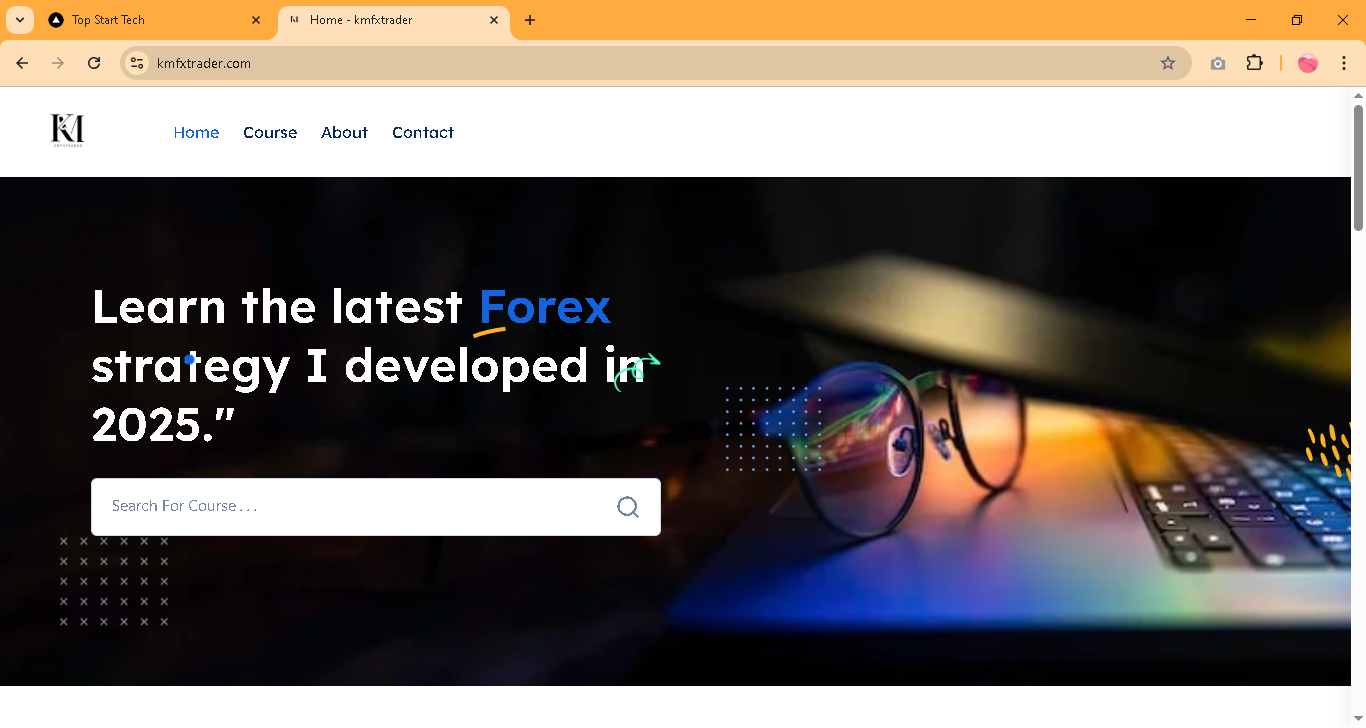 Top Start Tech
Home - kmfxtrader
kmfxtrader.com
KM
KMFXTRADER
Home
Course
About
Contact
Learn the latest Forex
strategy I developed in
2025."
Search For Course . . .